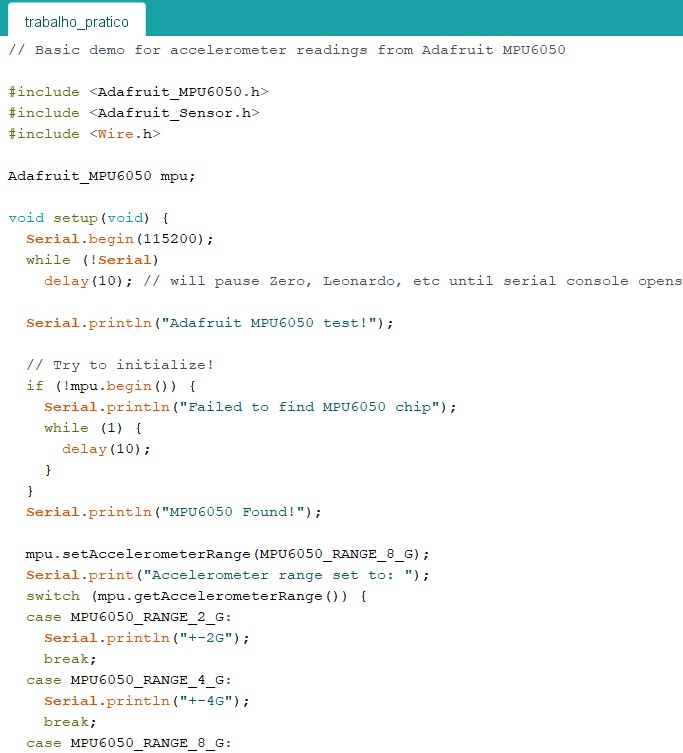 trabalho_pratico
// Basic demo for accelerometer readings from Adafruit MPU6050
#include <Adafruit_MPU6050.h>
#include <Adafruit_Sensor.h>
#include <Wire.h>
Adafruit_MPU6050 mpu;
void setup(void) {
Serial.begin(115200);
while (!Serial)
delay(10); // will pause Zero, Leonardo, etc until serial console opens
Serial.println("Adafruit MPU6050 test!");
// Try to initialize!
if (!mpu.begin()) {
Serial.println("Failed to find MPU6050 chip");
while (1) {
delay(10);
}
}
Serial.println("MPU6050 Found!");
mpu.setAccelerometerRange(MPU6050_RANGE_8_G);
Serial.print("Accelerometer range set to: ");
switch (mpu.getAccelerometerRange()) {
case MPU6050_RANGE_2_G:
Serial.println("+-2G");
break;
case MPU6050_RANGE_4_G:
Serial.println("+-4G");
break;
case MPU6050_RANGE_8_G: